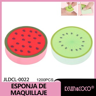 JLDCL-0022
1200PCS
ESPONJA DE
MAQUILLAJE